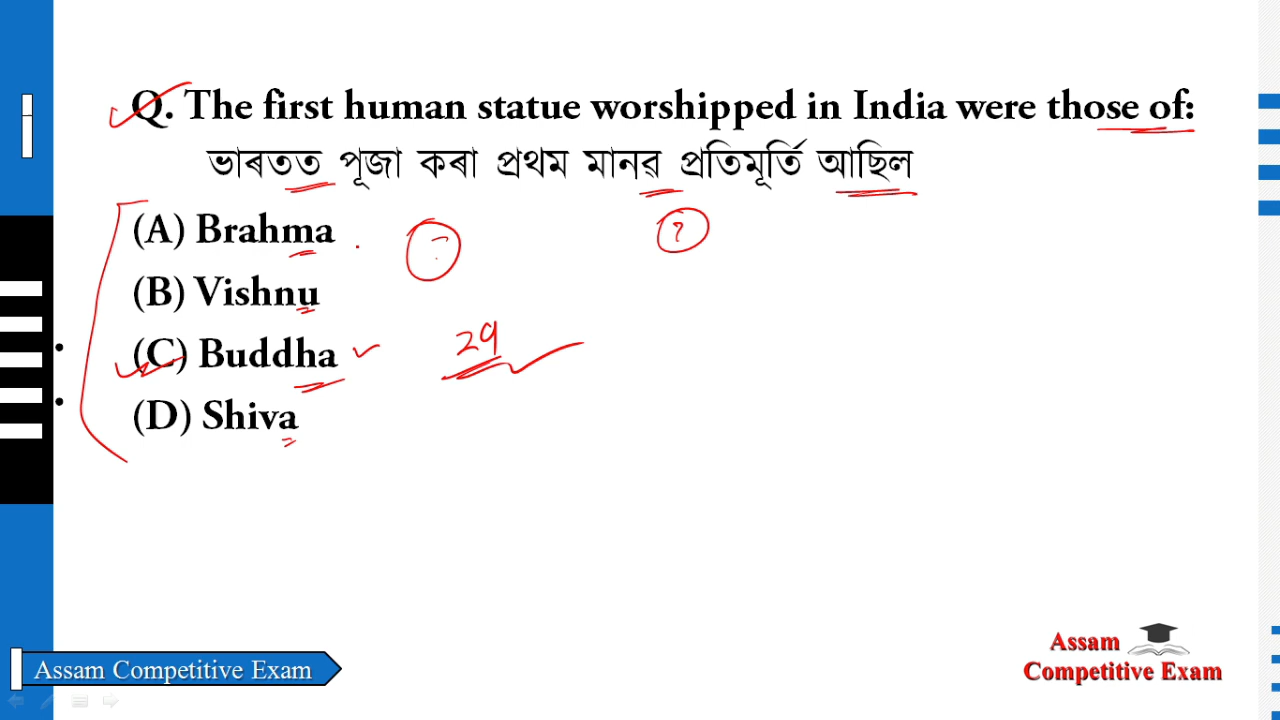 Q. The first human statue worshipped in India were those of:
ভাৰতত পূজা কৰা প্ৰথম মানৱ প্ৰতিমূৰ্তি আছিল
(A) Brahma
?
?
(B) Vishnu
(C) Buddha
29
(D) Shiva
Assam Competitive Exam
Assam
Competitive Exam